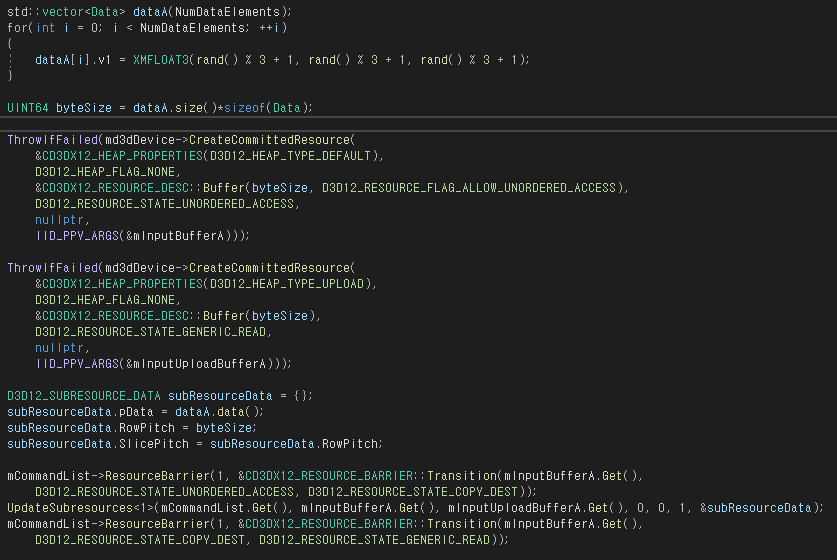 std::vector<Data> dataA(NumDataElements);
for(int i = 0; i < NumDataElements; ++i)
{
dataA[i].v1 = XMFLOAT3(rand() % 3 + 1, rand() % 3 + 1, rand() % 3 + 1);
}
UINT64 byteSize = dataA.size()*sizeof(Data);
ThrowIfFailed(md3dDevice->CreateCommittedResource(
&CD3DX12_HEAP_PROPERTIES(D3D12_HEAP_TYPE_DEFAULT),
D3D12_HEAP_FLAG_NONE,
&CD3DX12_RESOURCE_DESC::Buffer(byteSize, D3D12_RESOURCE_FLAG_ALLOW_UNORDERED_ACCESS),
D3D12_RESOURCE_STATE_UNORDERED_ACCESS,
nullptr,
IID_PPV_ARGS(&mInputBufferA)));
ThrowIfFailed(md3dDevice->CreateCommittedResource(
&CD3DX12_HEAP_PROPERTIES(D3D12_HEAP_TYPE_UPLOAD),
D3D12_HEAP_FLAG_NONE,
&CD3DX12_RESOURCE_DESC::Buffer(byteSize),
D3D12_RESOURCE_STATE_GENERIC_READ,
nullptr,
IID_PPV_ARGS(&mInputUploadBufferA)));
D3D12_SUBRESOURCE_DATA subResourceData = {};
subResourceData.pData = dataA.data();
subResourceData.RowPitch = byteSize;
subResourceData.SlicePitch = subResourceData.RowPitch;
mCommandList->ResourceBarrier(1, &CD3DX12_RESOURCE_BARRIER::Transition(mInputBufferA.Get(),
D3D12_RESOURCE_STATE_UNORDERED_ACCESS, D3D12_RESOURCE_STATE_COPY_DEST));
UpdateSubresources<1>(mCommandList.Get(), mInputBufferA.Get(), mInputUploadBufferA.Get(), 0, 0, 1, &subResourceData);
mCommandList->ResourceBarrier(1, &CD3DX12_RESOURCE_BARRIER::Transition(mInputBufferA.Get(),
D3D12_RESOURCE_STATE_COPY_DEST, D3D12_RESOURCE_STATE_GENERIC_READ));